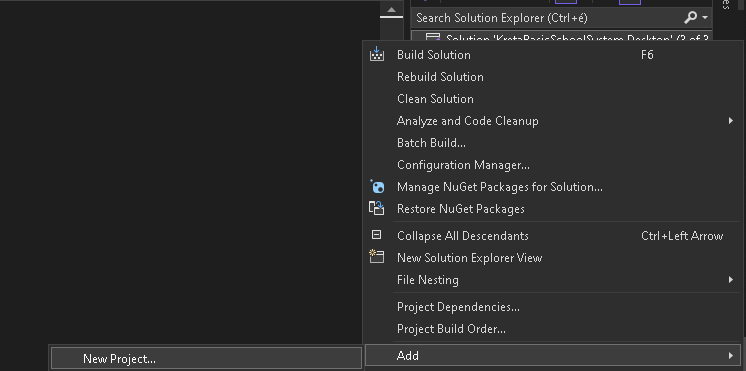 Search Solution Explorer (Ctrl+é)
Solution 'KretaBasicSchoolSystem.Desktop' (3 of 3
Build Solution F6
Rebuild Solution
Clean Solution
Analyze and Code Cleanup
Batch Build...
Configuration Manager...
Manage NuGet Packages for Solution...
Restore NuGet Packages
Collapse All Descendants Ctrl+Left Arrow
New Solution Explorer View
File Nesting
Project Dependencies...
Project Build Order...
Add
New Project...